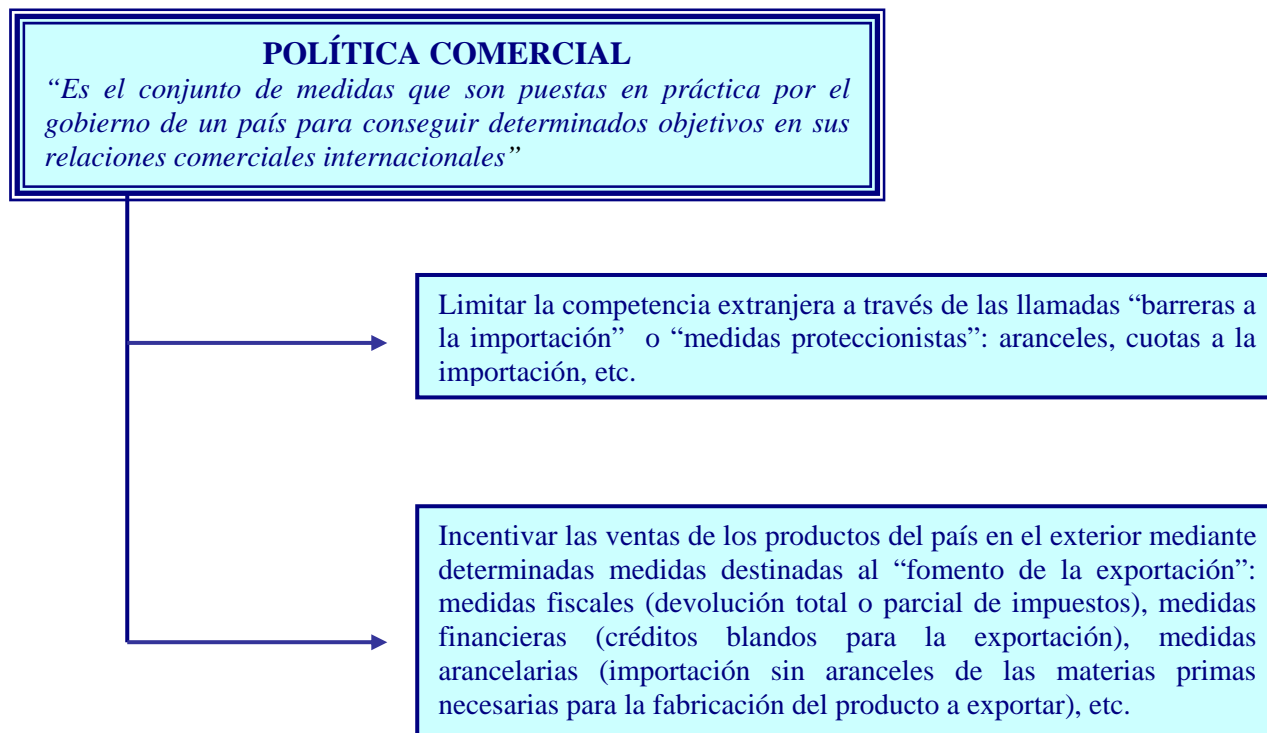 POLÍTICA COMERCIAL
“Es el conjunto de medidas que son puestas en práctica por el
gobierno de un país para conseguir determinados objetivos en sus
relaciones comerciales internacionales”
Limitar la competencia extranjera a través de las llamadas “barreras a
la importación” o “medidas proteccionistas”: aranceles, cuotas a la
importación, etc.
Incentivar las ventas de los productos del país en el exterior mediante
determinadas medidas destinadas al “fomento de la exportación”:
medidas fiscales (devolución total o parcial de impuestos), medidas
financieras (créditos blandos para la exportación), medidas
arancelarias (importación sin aranceles de las materias primas
necesarias para la fabricación del producto a exportar), etc.